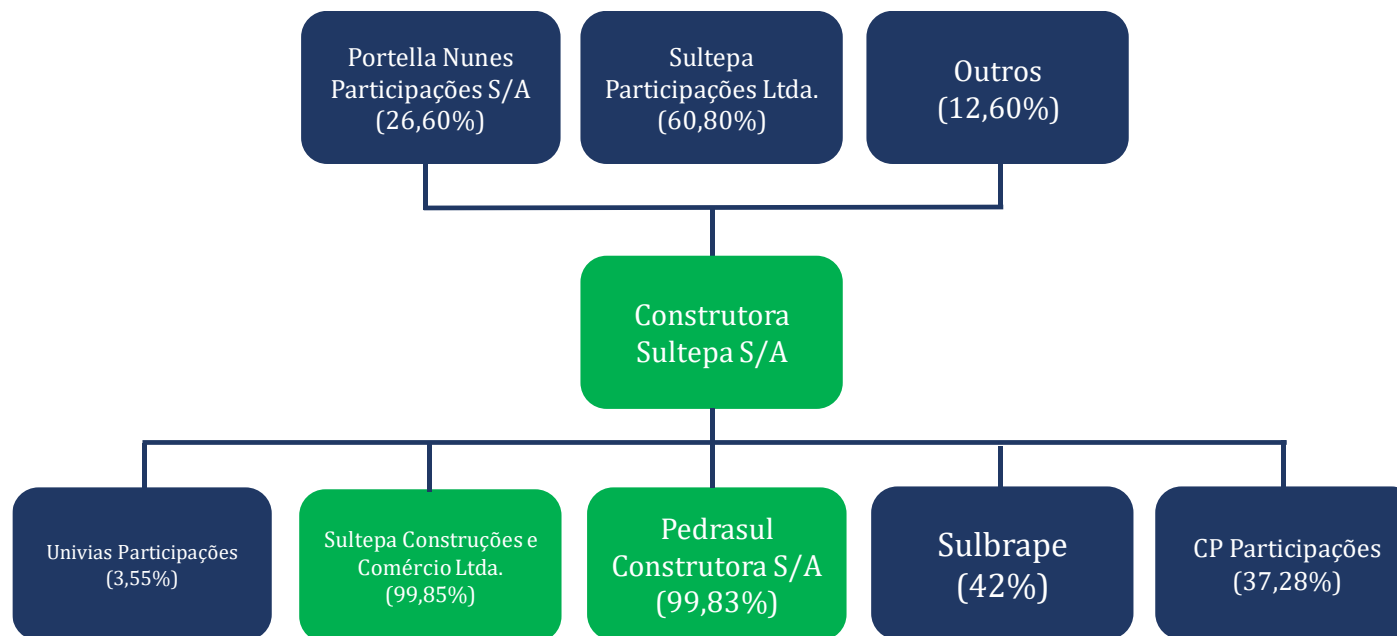 Portella Nunes
Participações S/A
(26,60%)
Sultepa
Participações Ltda.
(60,80%)
Outros
(12,60%)
Construtora
Sultepa S/A
Univias Participações
(3,55%)
Sultepa Construções e
Comércio Ltda.
(99,85%)
Pedrasul
Construtora S/A
(99,83%)
Sulbrape
(42%)
CP Participações
(37,28%)